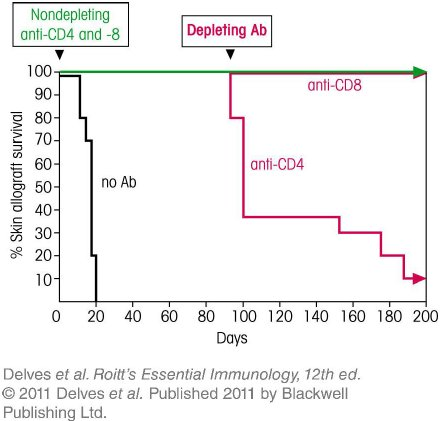 Nondepleting
anti-CD4 and -8
Depleting Ab
100
90
80
70
60
50
40
30
20
10
% Skin allograft survival
anti-CD8
anti-CD4
no Ab
0 20 40 60 80 100 120 140 160 180 200
Days
Delves et al. Roitt's Essential Immunology, 12th ed.
© 2011 Delves et al. Published 2011 by Blackwell
Publishing Ltd.